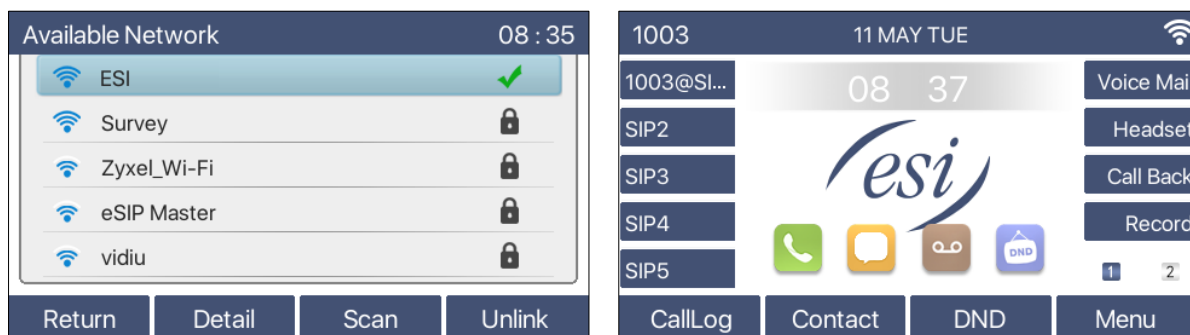 Available Network 08 : 35
ESI
Survey
Zyxel_Wi-Fi
eSIP Master
vidiu
Return Detail Scan Unlink
1003 11 MAY TUE
1003@SI... 08 37 Voice Mai
SIP2 Headset
SIP3 esi Call Back
SIP4 Record
DND
SIP5 1 2
CallLog Contact DND Menu